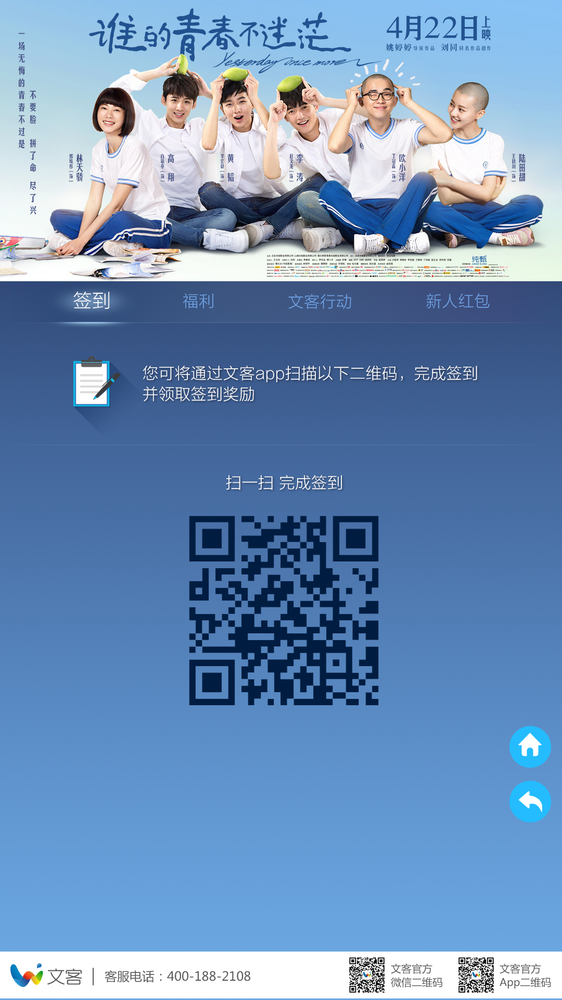 谁的青春不迷茫
Yesterday once more
4月22日上映
姚婷婷导演作品 刘同同名作品创作
一场无悔的青春不过是
不要脸 拼了命 尽了兴
林天骄
郭姝彤(饰)
高翔
白敬亭(饰)
黄韬
李宏毅(饰)
李涛
赵文龙(饰)
欧小洋
丁冠森(饰)
陆田甜
王鹤润(饰)
纯甄
签到
福利
文客行动
新人红包
您可将通过文客app扫描以下二维码，完成签到
并领取签到奖励
扫一扫 完成签到
文客
客服电话：400-188-2108
文客官方
微信二维码
文客官方
App二维码